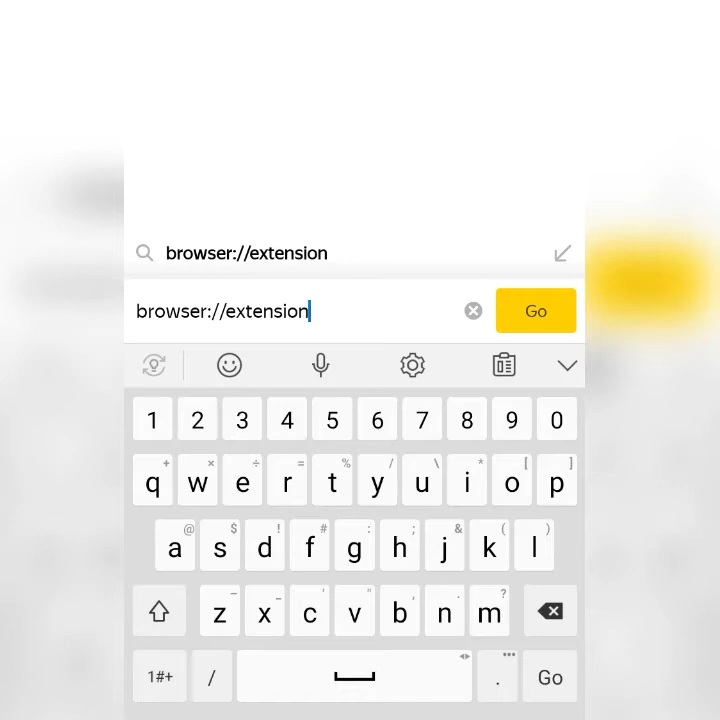 browser://extension
browser://extension Go
1 2 3 4 5 6 7 8 9 0
+ × ÷ = % / \ * [ ]
q w e r t y u i o p
@ $ ! # : ; & ( )
a s d f g h j k l
z x c v b n m
1#+ / . Go